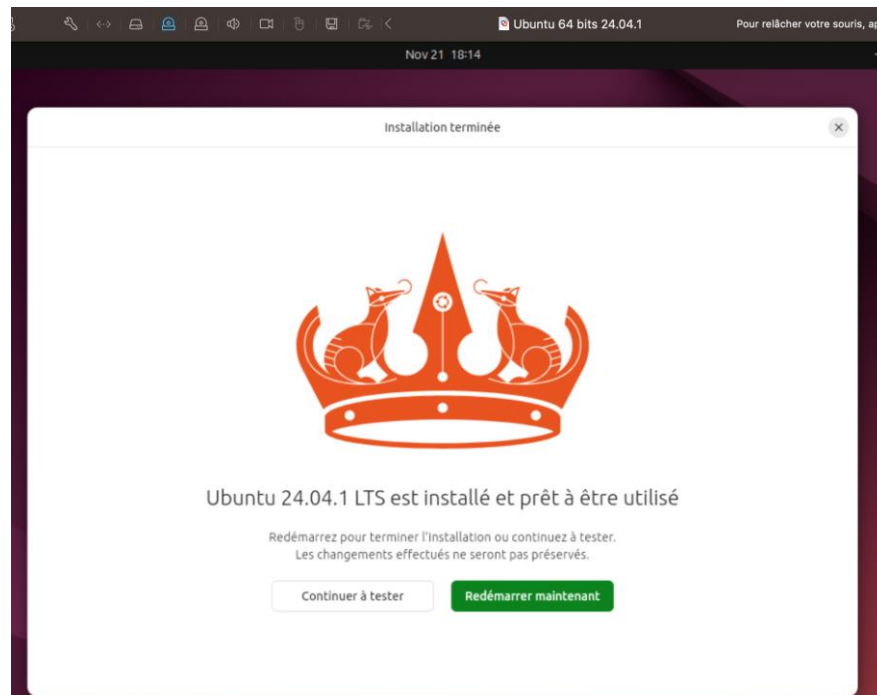 Ubuntu 64 bits 24.04.1
Pour relâcher votre souris,
Nov 21 18:14
Installation terminée
Ubuntu 24.04.1 LTS est installé et prêt à être utilisé
Redémarrez pour terminer l'installation ou continuez à tester.
Les changements effectués ne seront pas préservés.
Continuer à tester
Redémarrer maintenant